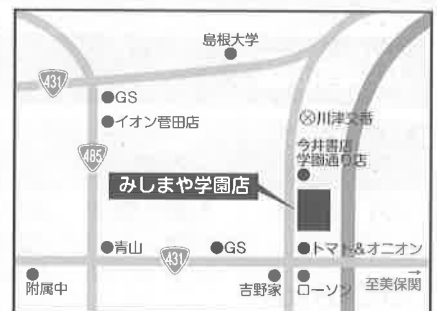 島根大学
431
●GS
●イオン菅田店
⊗川津交番
今井書店
学園通り店
485
みしまや学園店
●青山
431
●GS
●トマト&オニオン
附属中
吉野家
ローソン
→
至美保関